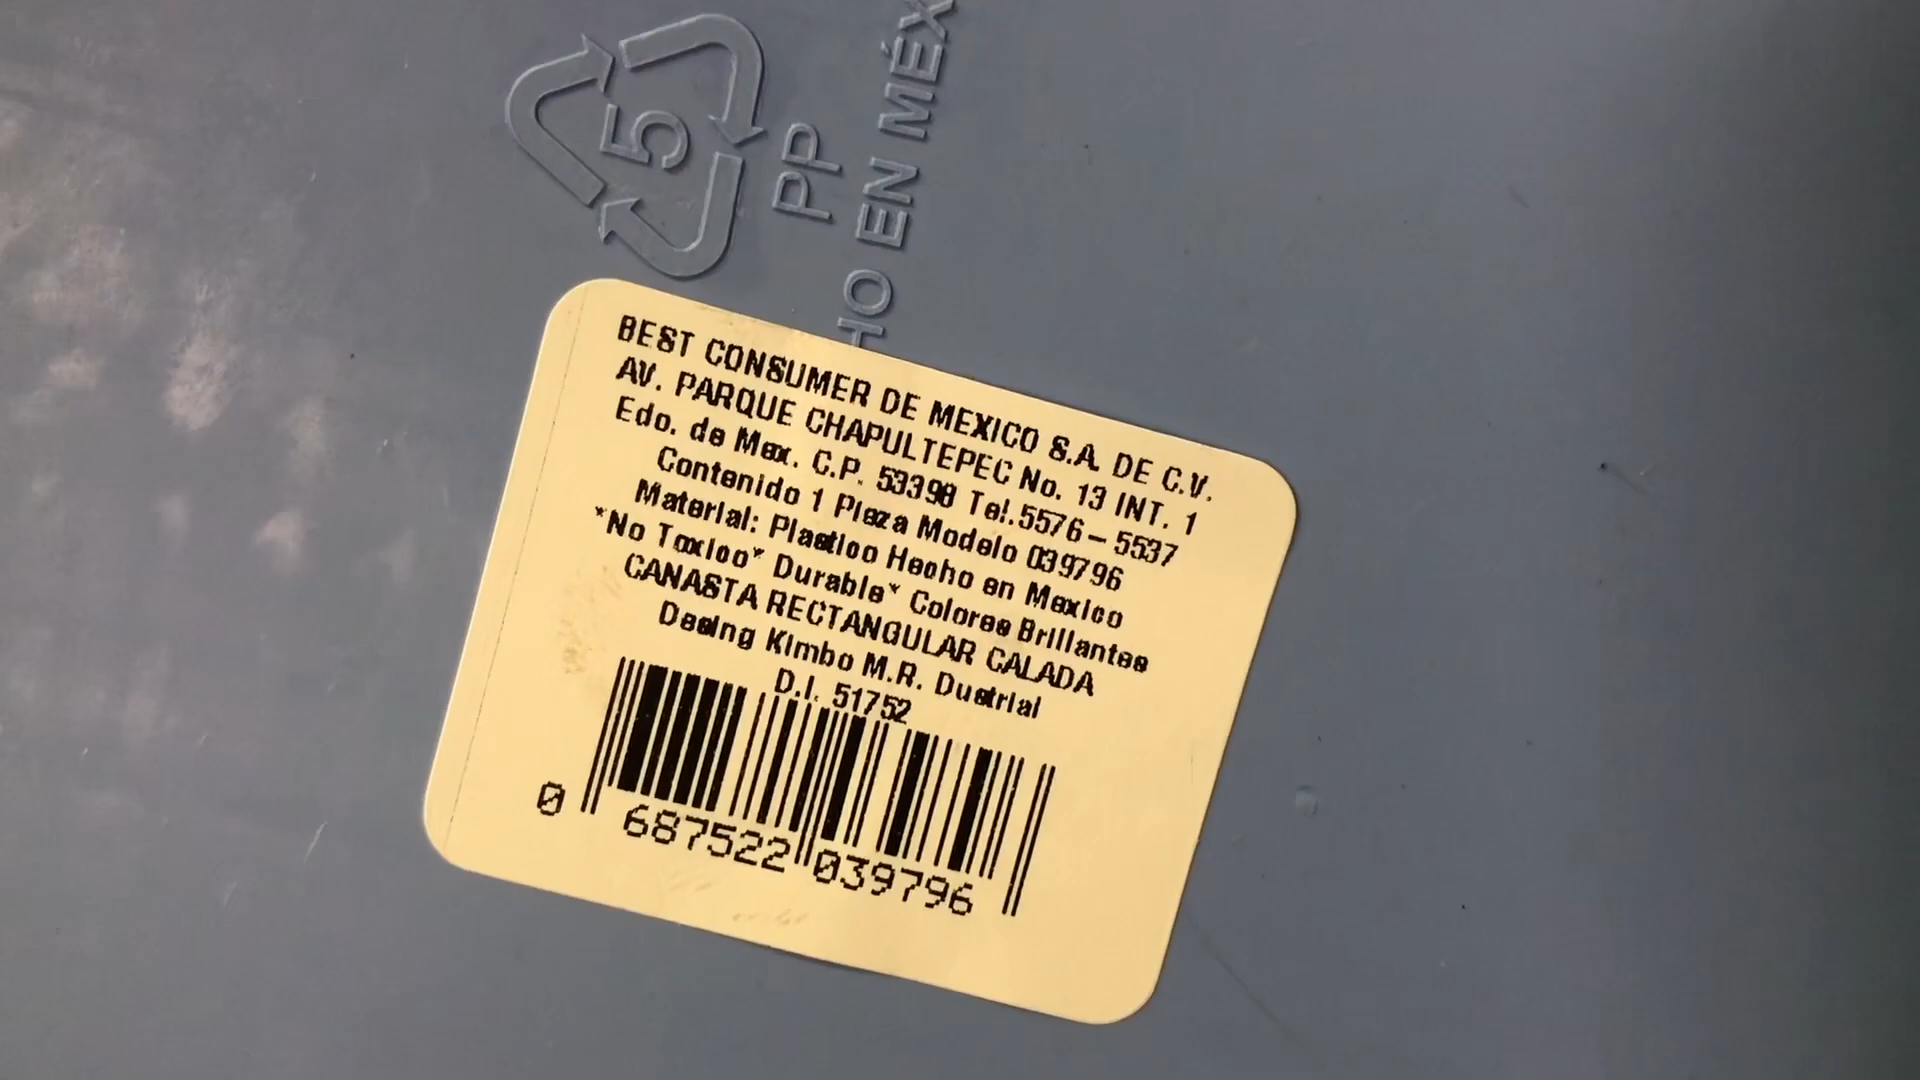 5
PP
HO EN MÉX
BEST CONSUMER DE MEXICO S.A. DE C.V.
AV. PARQUE CHAPULTEPEC No. 13 INT. 1
Edo. de Mex. C.P. 53398 Tel.5576-5537
Contenido 1 Pieza Modelo 039796
Material: Plastico Hecho en Mexico
*No Toxico* Durable* Colores Brillantes
CANASTA RECTANGULAR CALADA
Desing Kimbo M.R. Dustrial
D.I. 51752
0 687522 039796